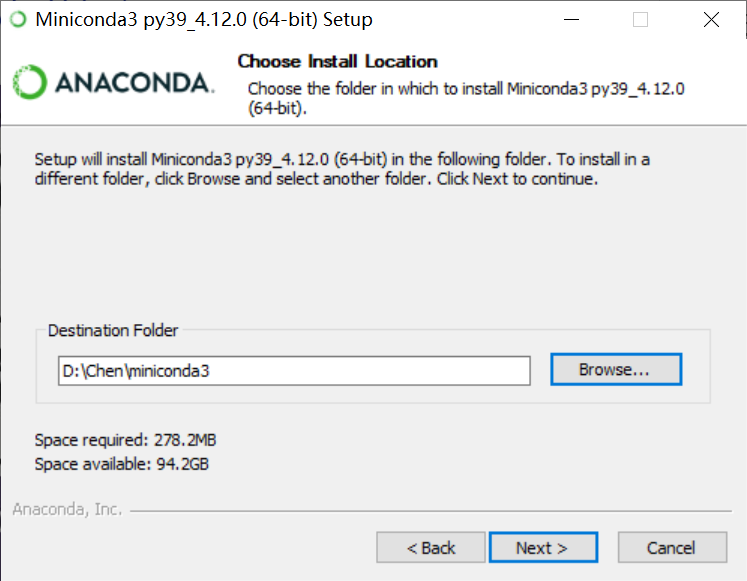 Miniconda3 py39_4.12.0 (64-bit) Setup
ANACONDA.
Choose Install Location
Choose the folder in which to install Miniconda3 py39_4.12.0
(64-bit).
Setup will install Miniconda3 py39_4.12.0 (64-bit) in the following folder. To install in a
different folder, click Browse and select another folder. Click Next to continue.
Destination Folder
D:\Chen\miniconda3
Browse...
Space required: 278.2MB
Space available: 94.2GB
Anaconda, Inc.
< Back
Next >
Cancel